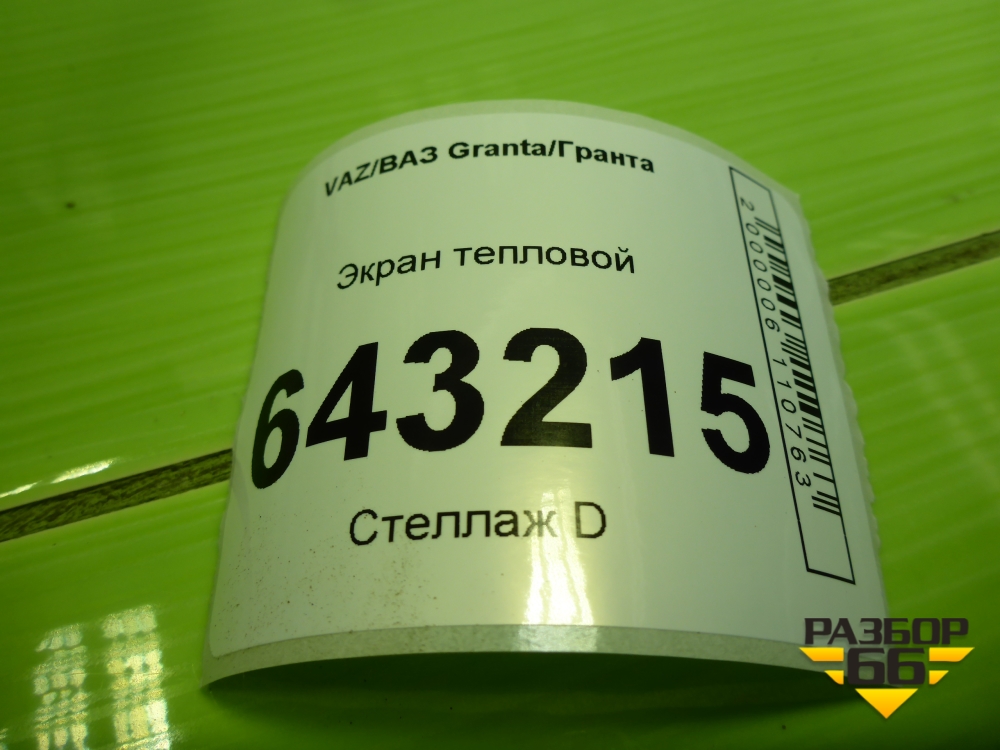 VAZ/ВАЗ Granta/Гранта
Экран тепловой
643215
Стеллаж D
2000006110763
РАЗБОР
66